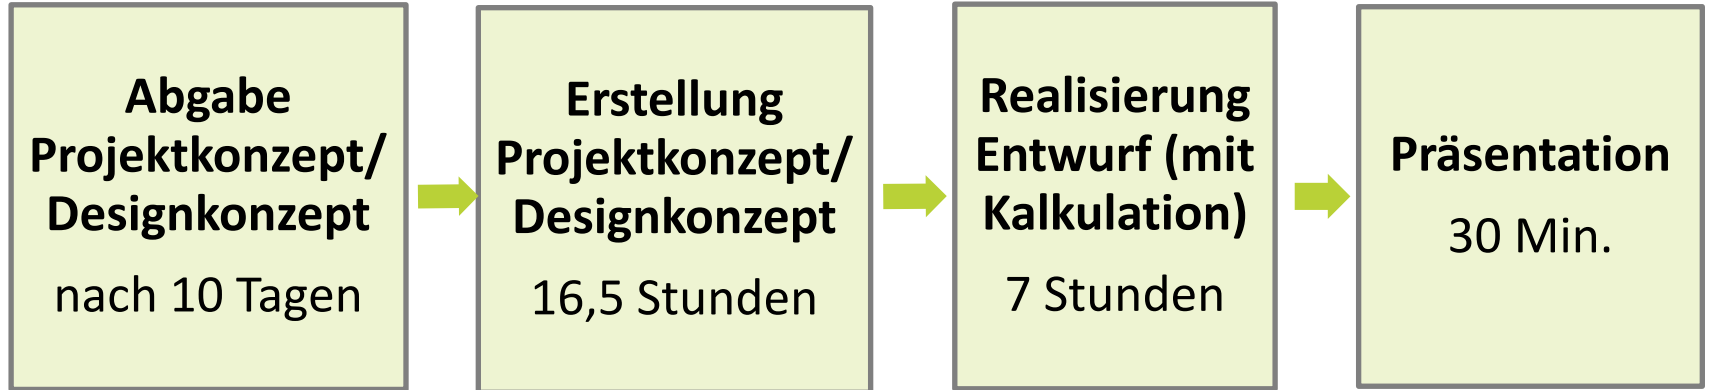 Abgabe
Projektkonzept/
Designkonzept
nach 10 Tagen
Erstellung
Projektkonzept/
Designkonzept
16,5 Stunden
Realisierung
Entwurf (mit
Kalkulation)
7 Stunden
Präsentation
30 Min.